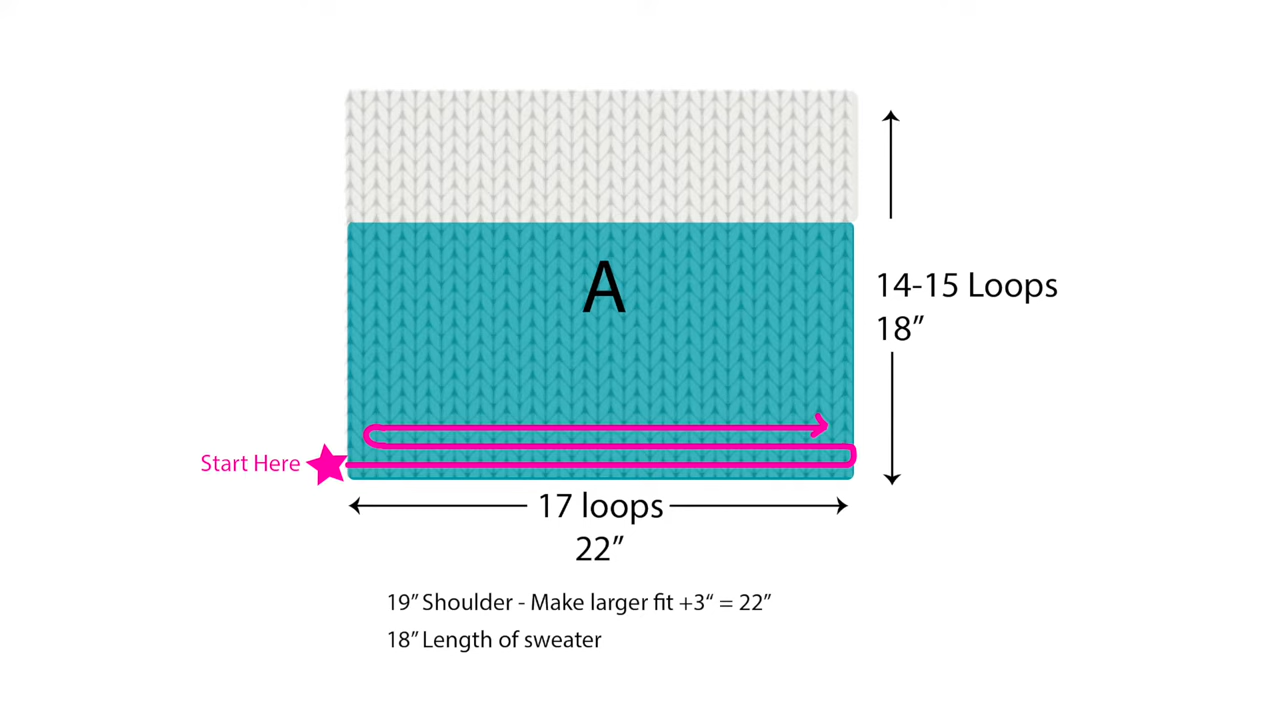 A
14-15 Loops
18”
Start Here
17 loops
22”
19” Shoulder - Make larger fit +3“ = 22”
18” Length of sweater